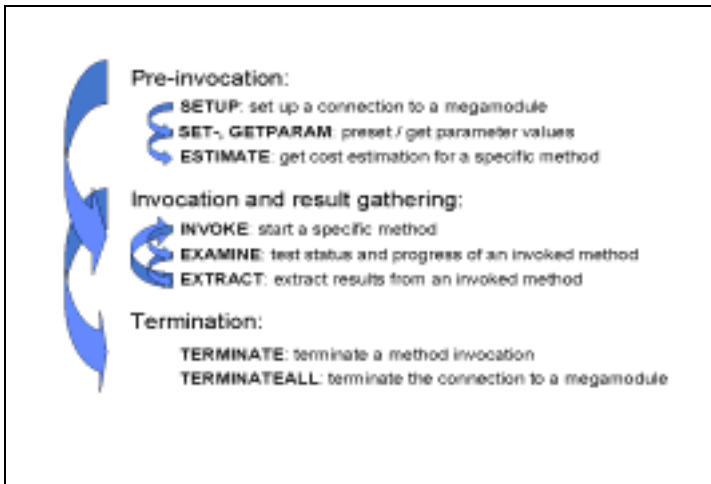 Pre-invocation:
SETUP: set up a connection to a megamodule
SET-, GETPARAM: preset / get parameter values
ESTIMATE: get cost estimation for a specific method
Invocation and result gathering:
INVOKE: start a specific method
EXAMINE: test status and progress of an invoked method
EXTRACT: extract results from an invoked method
Termination:
TERMINATE: terminate a method invocation
TERMINATEALL: terminate the connection to a megamodule